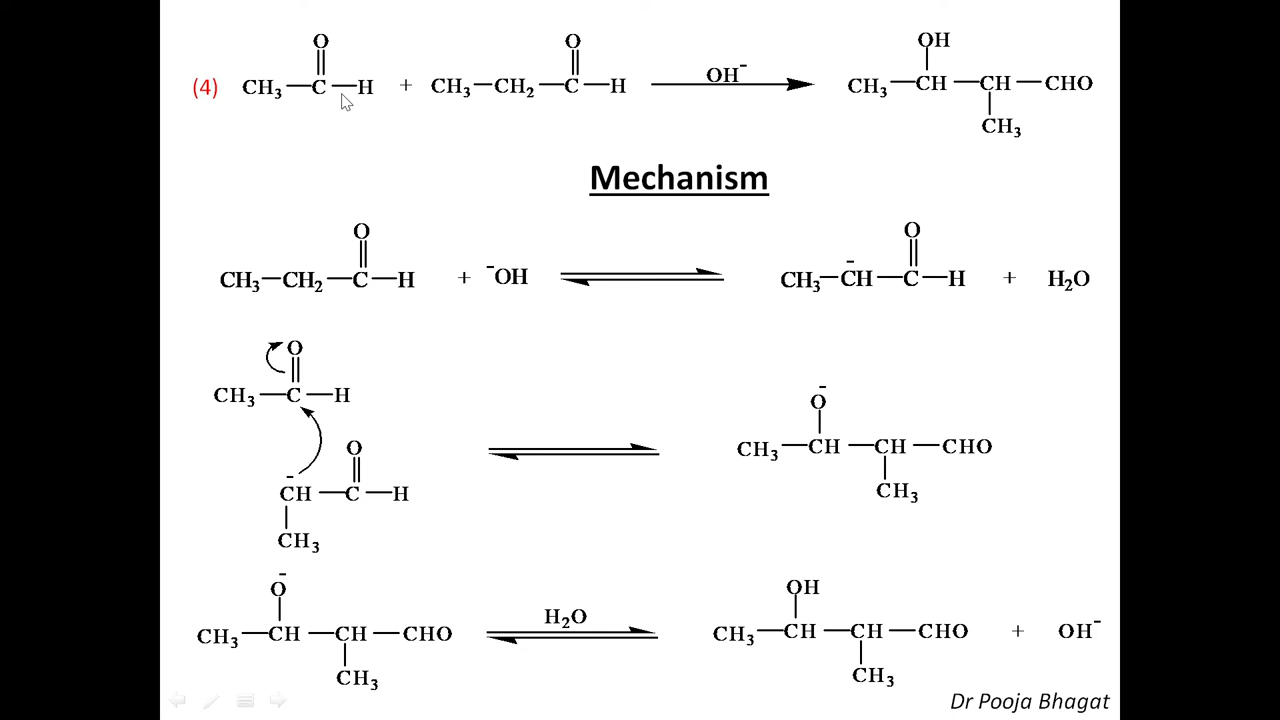 (4) CH₃—C(=O)—H + CH₃—CH₂—C(=O)—H OH⁻ → CH₃—CH(OH)—CH(CH₃)—CHO
Mechanism
CH₃—CH₂—C(=O)—H + ⁻OH ⇌ CH₃—C̄H—C(=O)—H + H₂O
CH₃—C(=O)—H
C̄H(CH₃)—C(=O)—H ⇌ CH₃—CH(O⁻)—CH(CH₃)—CHO
CH₃—CH(O⁻)—CH(CH₃)—CHO H₂O ⇌ CH₃—CH(OH)—CH(CH₃)—CHO + OH⁻
Dr Pooja Bhagat